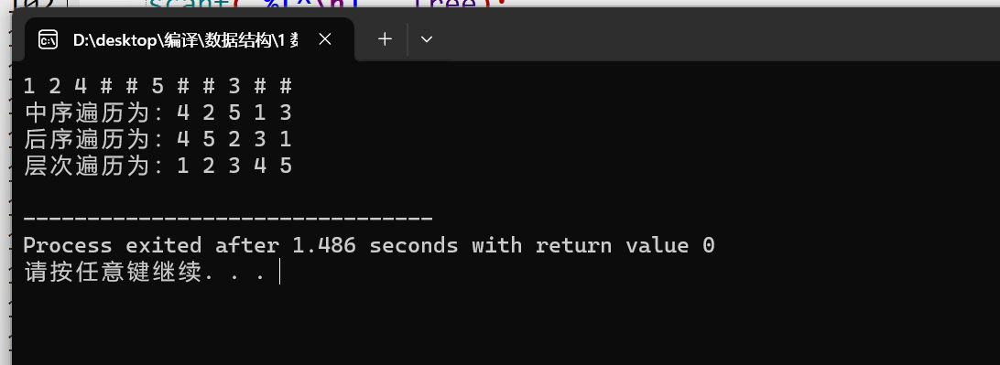 scanf("%[^\n]", Tree);
D:\desktop\编译\数据结构\1 数
1 2 4 # # 5 # # 3 # #
中序遍历为：4 2 5 1 3
后序遍历为：4 5 2 3 1
层次遍历为：1 2 3 4 5
--------------------------------
Process exited after 1.486 seconds with return value 0
请按任意键继续. . .